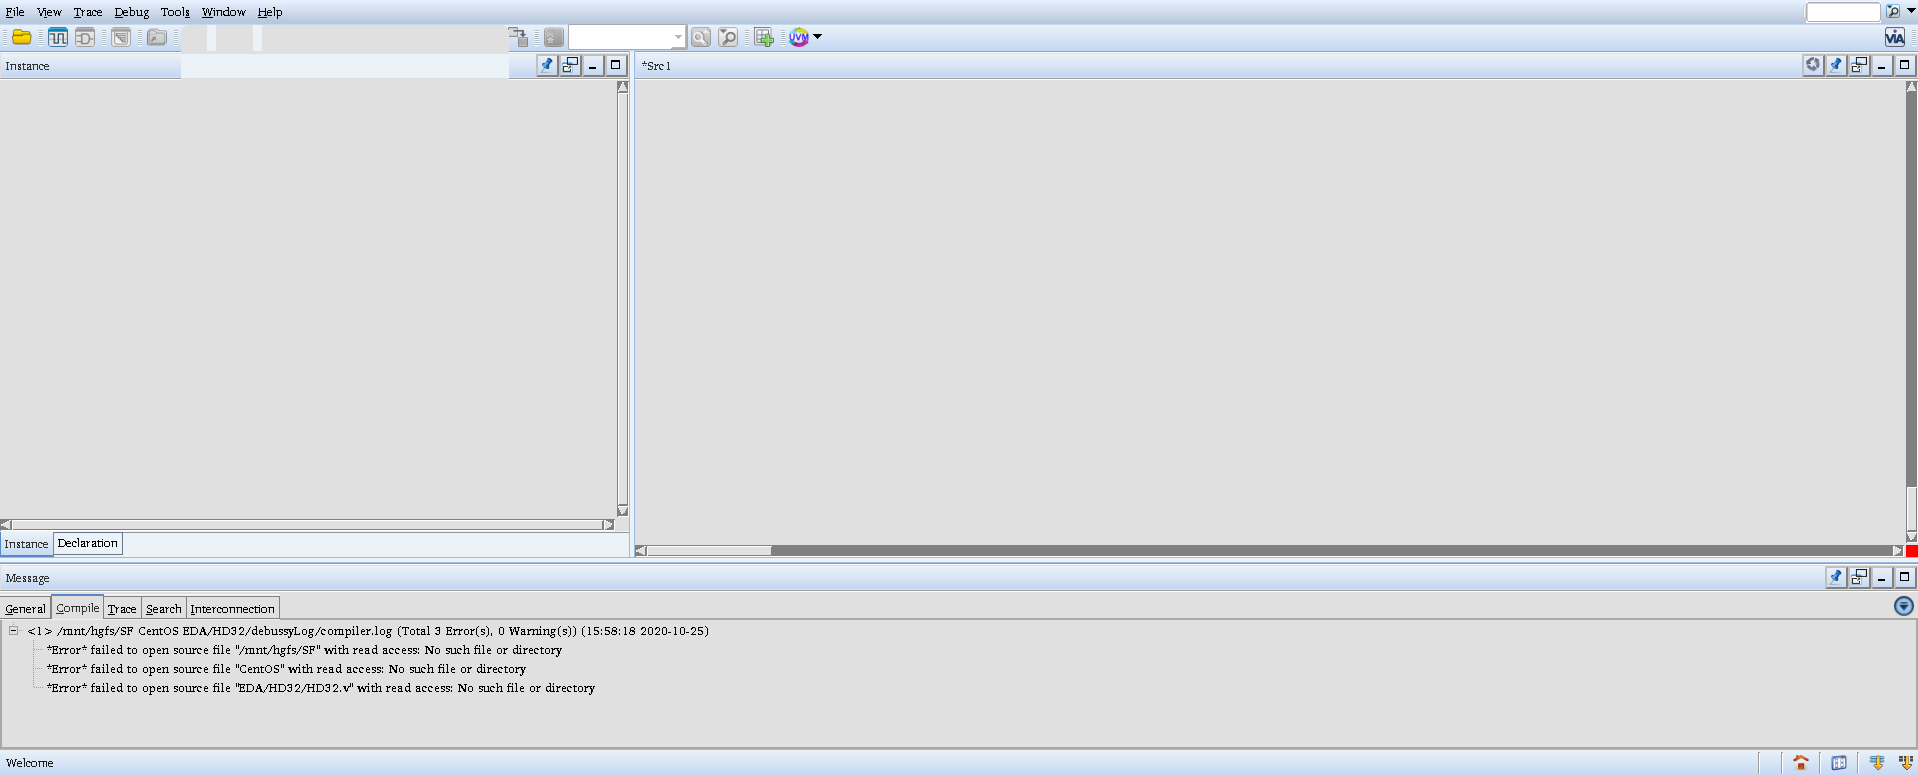 File View Trace Debug Tools Window Help
UVM
VIA
Instance
*Src1
Instance Declaration
Message
General Compile Trace Search Interconnection
<1> /mnt/hgfs/SF CentOS EDA/HD32/debussyLog/compiler.log (Total 3 Error(s), 0 Warning(s)) (15:58:18 2020-10-25)
*Error* failed to open source file "/mnt/hgfs/SF" with read access: No such file or directory
*Error* failed to open source file "CentOS" with read access: No such file or directory
*Error* failed to open source file "EDA/HD32/HD32.v" with read access: No such file or directory
Welcome